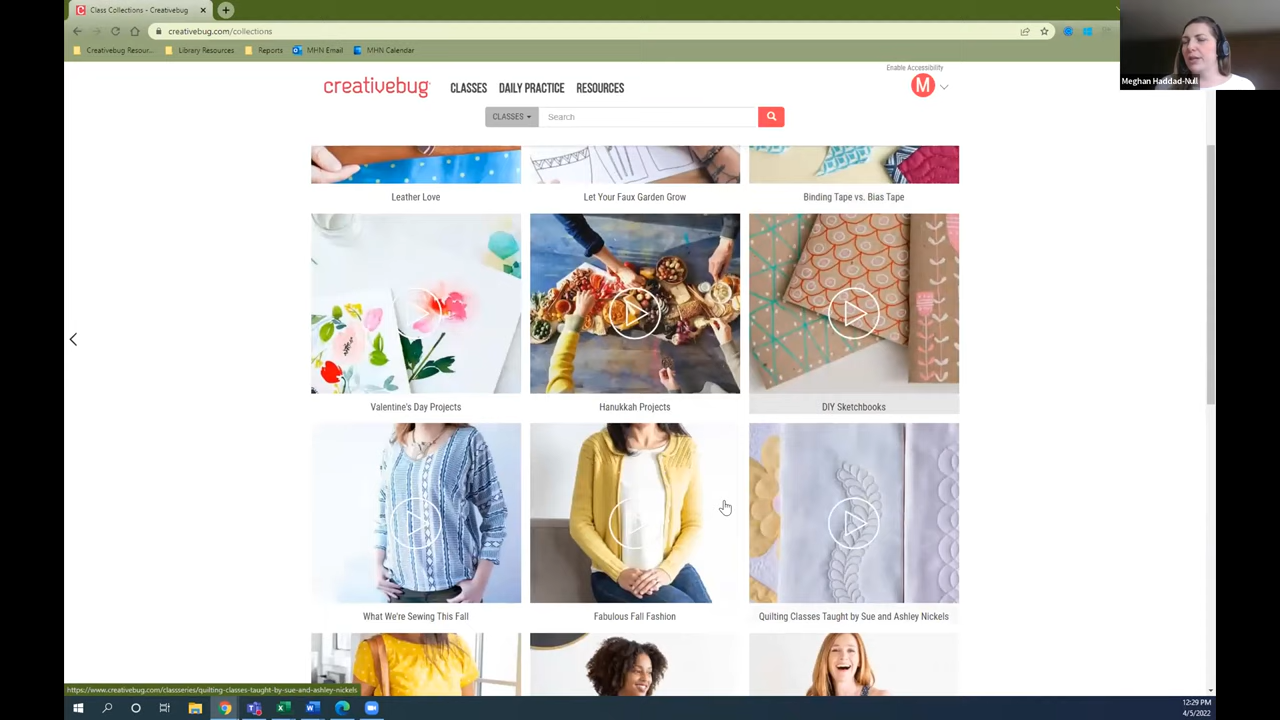 Class Collections - Creativebug
creativebug.com/collections
Creativebug Resour...
Library Resources
Reports
MHN Email
MHN Calendar
Meghan Haddad-Null
Enable Accessibility
creativebug
CLASSES
DAILY PRACTICE
RESOURCES
M
CLASSES
Search
Leather Love
Let Your Faux Garden Grow
Binding Tape vs. Bias Tape
Valentine's Day Projects
Hanukkah Projects
DIY Sketchbooks
What We're Sewing This Fall
Fabulous Fall Fashion
Quilting Classes Taught by Sue and Ashley Nickels
https://www.creativebug.com/classseries/quilting-classes-taught-by-sue-and-ashley-nickels
12:29 PM
4/5/2022